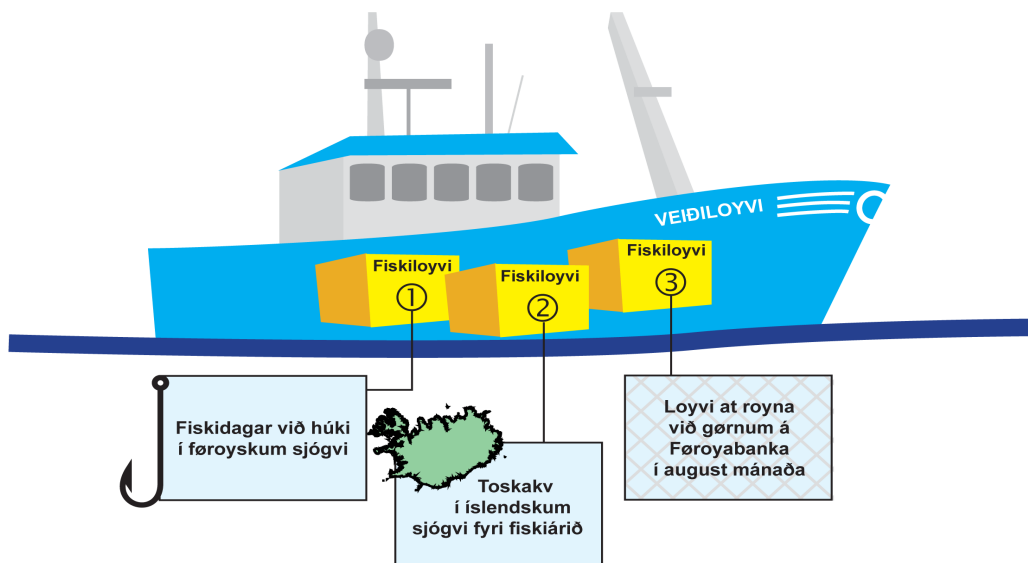 VEIÐILOYVI
Fiskiloyvi
1
Fiskiloyvi
2
Fiskiloyvi
3
Fiskidagar við húki
í føroyskum sjógvi
Toskakv
í íslendskum
sjógvi fyri fiskiárið
Loyvi at royna
við gørnum á
Føroyabanka
í august mánaða